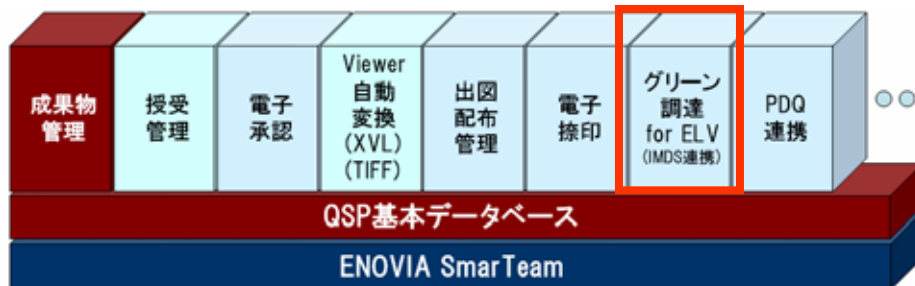 成果物
管理
授受
管理
電子
承認
Viewer
自動
変換
(XVL)
(TIFF)
出図
配布
管理
電子
捺印
グリーン
調達
for ELV
(IMDS連携)
PDQ
連携
QSP基本データベース
ENOVIA SmarTeam